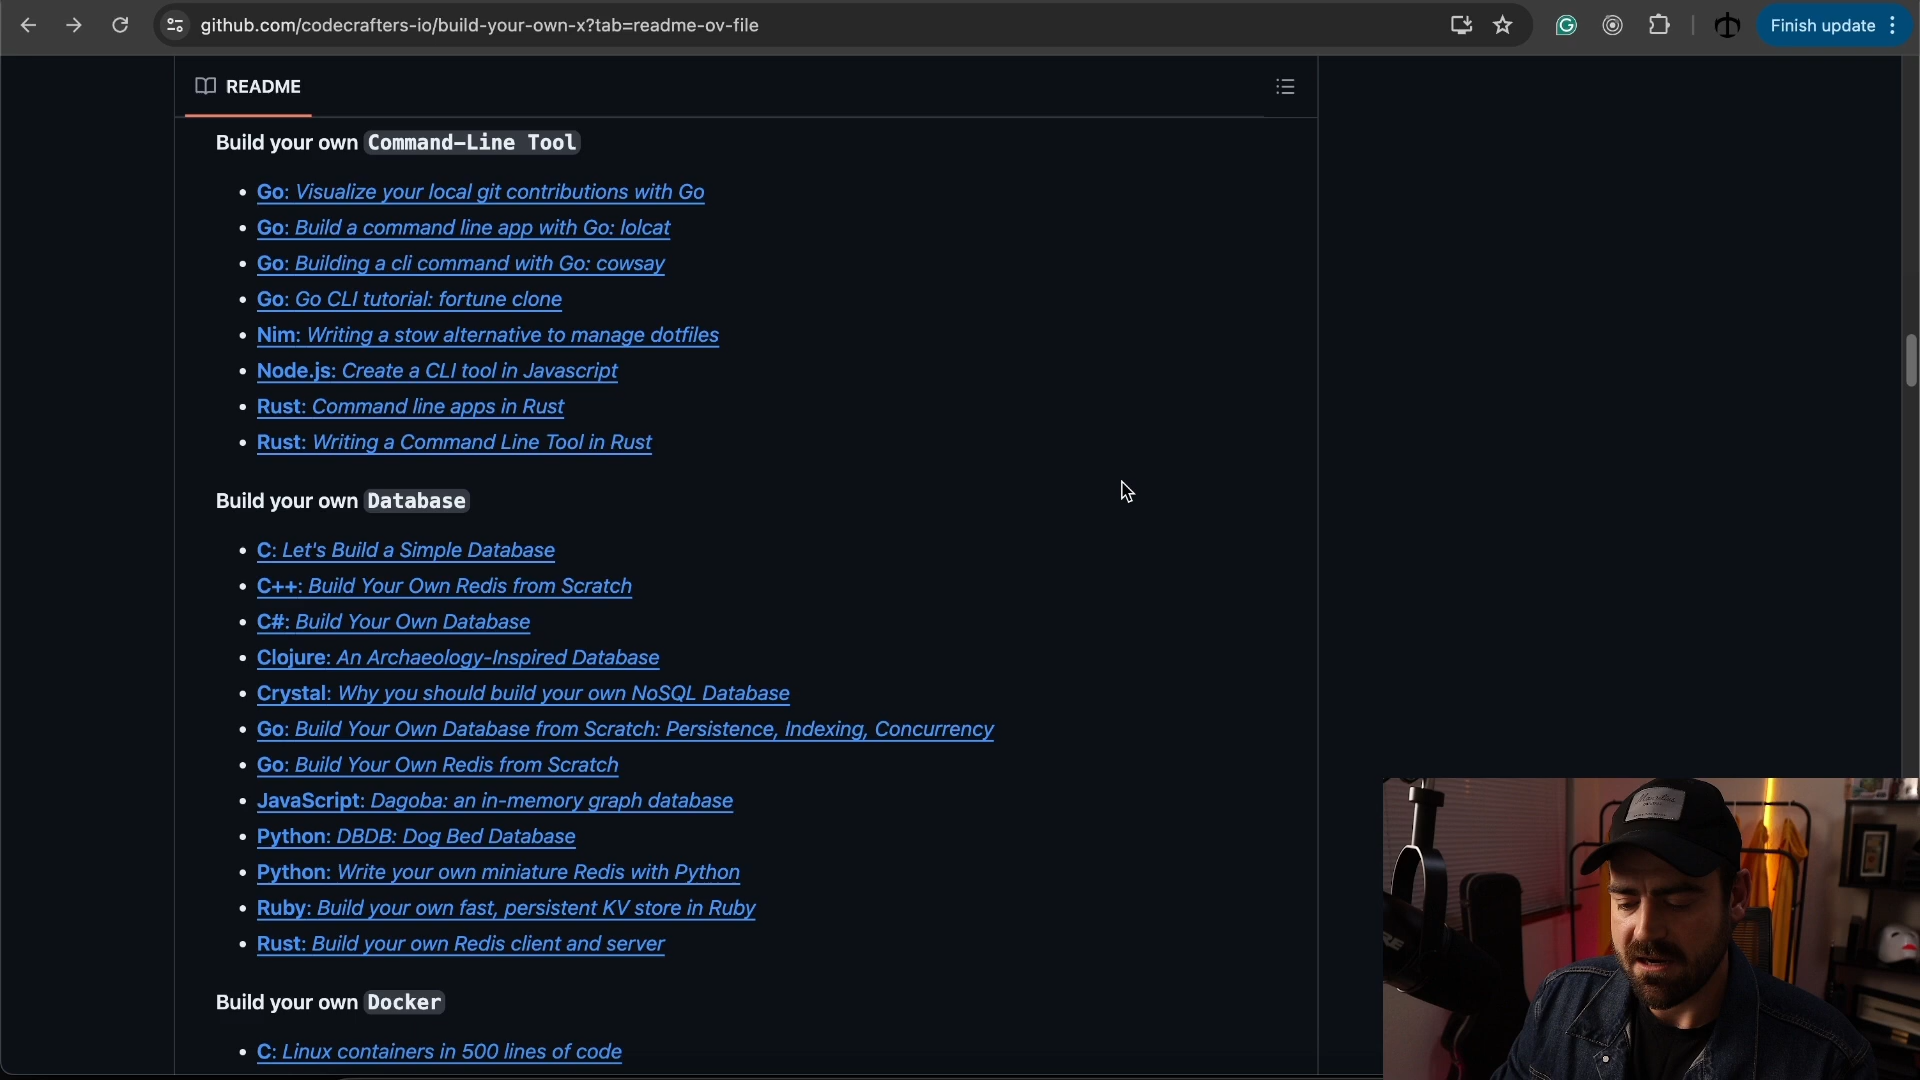 github.com/codecrafters-io/build-your-own-x?tab=readme-ov-file
Finish update
README
Build your own Command-Line Tool
Go: Visualize your local git contributions with Go
Go: Build a command line app with Go: lolcat
Go: Building a cli command with Go: cowsay
Go: Go CLI tutorial: fortune clone
Nim: Writing a stow alternative to manage dotfiles
Node.js: Create a CLI tool in Javascript
Rust: Command line apps in Rust
Rust: Writing a Command Line Tool in Rust
Build your own Database
C: Let's Build a Simple Database
C++: Build Your Own Redis from Scratch
C#: Build Your Own Database
Clojure: An Archaeology-Inspired Database
Crystal: Why you should build your own NoSQL Database
Go: Build Your Own Database from Scratch: Persistence, Indexing, Concurrency
Go: Build Your Own Redis from Scratch
JavaScript: Dagoba: an in-memory graph database
Python: DBDB: Dog Bed Database
Python: Write your own miniature Redis with Python
Ruby: Build your own fast, persistent KV store in Ruby
Rust: Build your own Redis client and server
Build your own Docker
C: Linux containers in 500 lines of code